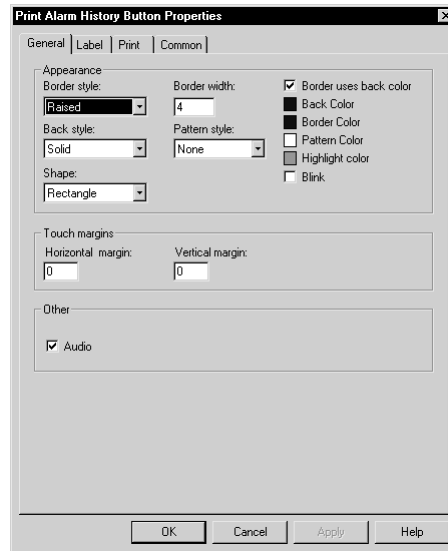 Print Alarm History Button Properties
General Label Print Common
Appearance
Border style: Border width: Border uses back color
Raised 4 Back Color
Border Color
Back style: Pattern style: Pattern Color
Solid None Highlight color
Shape: Blink
Rectangle
Touch margins
Horizontal margin: Vertical margin:
0 0
Other
Audio
OK Cancel Apply Help